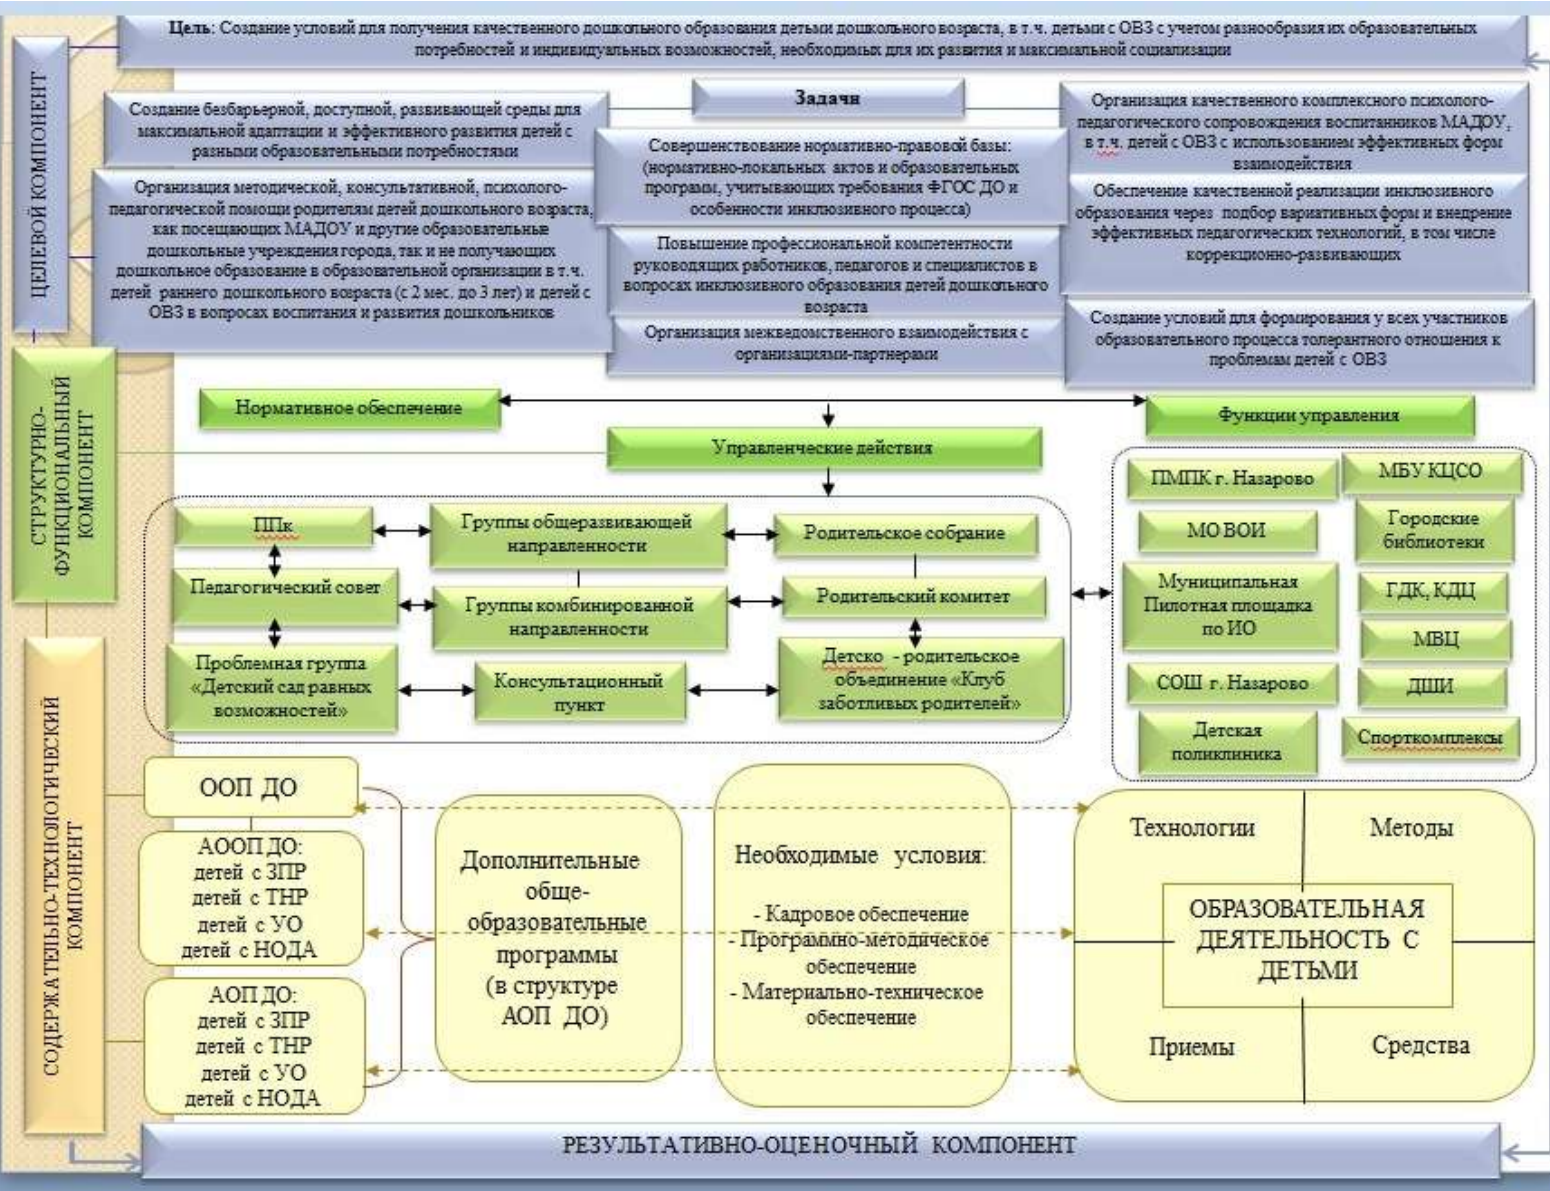 Цель: Создание условий для получения качественного дошкольного образования детьми дошкольного возраста, в т.ч. детьми с ОВЗ с учетом разнообразия их образовательных
потребностей и индивидуальных возможностей, необходимых для их развития и максимальной социализации
ЦЕЛЕВОЙ КОМПОНЕНТ
Задачи
Создание безбарьерной, доступной, развивающей среды для
максимальной адаптации и эффективного развития детей с
разными образовательными потребностями
Организация методической, консультативной, психолого-
педагогической помощи родителям детей дошкольного возраста,
как посещающих МАДОУ и другие образовательные
дошкольные учреждения города, так и не получающих
дошкольное образование в образовательной организации в т.ч.
детей раннего дошкольного возраста (с 2 мес. до 3 лет) и детей с
ОВЗ в вопросах воспитания и развития дошкольников
Совершенствование нормативно-правовой базы:
(нормативно-локальных актов и образовательных
программ, учитывающих требования ФГОС ДО и
особенности инклюзивного процесса)
Повышение профессиональной компетентности
руководящих работников, педагогов и специалистов в
вопросах инклюзивного образования детей дошкольного
возраста
Организация межведомственного взаимодействия с
организациями-партнерами
Организация качественного комплексного психолого-
педагогического сопровождения воспитанников МАДОУ,
в т.ч. детей с ОВЗ с использованием эффективных форм
взаимодействия
Обеспечение качественной реализации инклюзивного
образования через подбор вариативных форм и внедрение
эффективных педагогических технологий, в том числе
коррекционно-развивающих
Создание условий для формирования у всех участников
образовательного процесса толерантного отношения к
проблемам детей с ОВЗ
СТРУКТУРНО-
ФУНКЦИОНАЛЬНЫЙ
КОМПОНЕНТ
Нормативное обеспечение
Функции управления
Управленческие действия
ППк
Группы общеразвивающей
направленности
Родительское собрание
Педагогический совет
Группы комбинированной
направленности
Родительский комитет
Проблемная группа
«Детский сад равных
возможностей»
Консультационный
пункт
Детско - родительское
объединение «Клуб
заботливых родителей»
ПМПК г. Назарово
МО ВОИ
Муниципальная
Пилотная площадка
по ИО
СОШ г. Назарово
Детская
поликлиника
МБУ КЦСО
Городские
библиотеки
ГДК, КДЦ
МВЦ
ДШИ
Спорткомплексы
СОДЕРЖАТЕЛЬНО-ТЕХНОЛОГИЧЕСКИЙ
КОМПОНЕНТ
ООП ДО
АООП ДО:
детей с ЗПР
детей с ТНР
детей с УО
детей с НОДА
АОП ДО:
детей с ЗПР
детей с ТНР
детей с УО
детей с НОДА
Дополнительные
обще-
образовательные
программы
(в структуре
АОП ДО)
Необходимые условия:
- Кадровое обеспечение
- Программно-методическое
обеспечение
- Материально-техническое
обеспечение
Технологии
Методы
ОБРАЗОВАТЕЛЬНАЯ
ДЕЯТЕЛЬНОСТЬ С
ДЕТЬМИ
Приемы
Средства
РЕЗУЛЬТАТИВНО-ОЦЕНОЧНЫЙ КОМПОНЕНТ